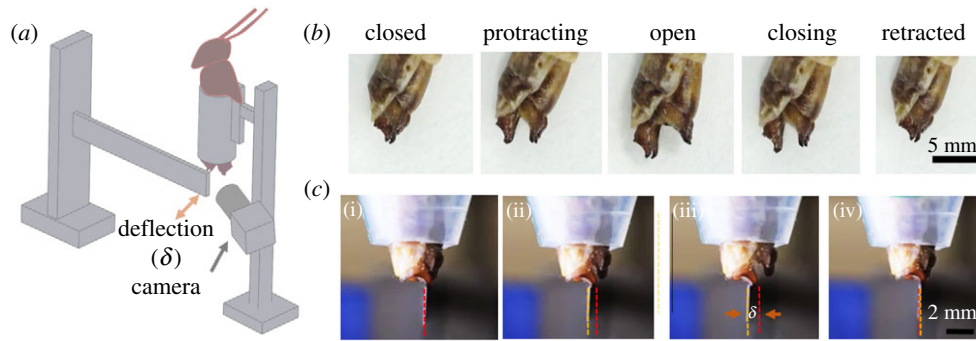 (a)
deflection
(δ)
camera
(b)
closed
protracting
open
closing
retracted
5 mm
(c)
(i)
(ii)
(iii)
(iv)
δ
2 mm